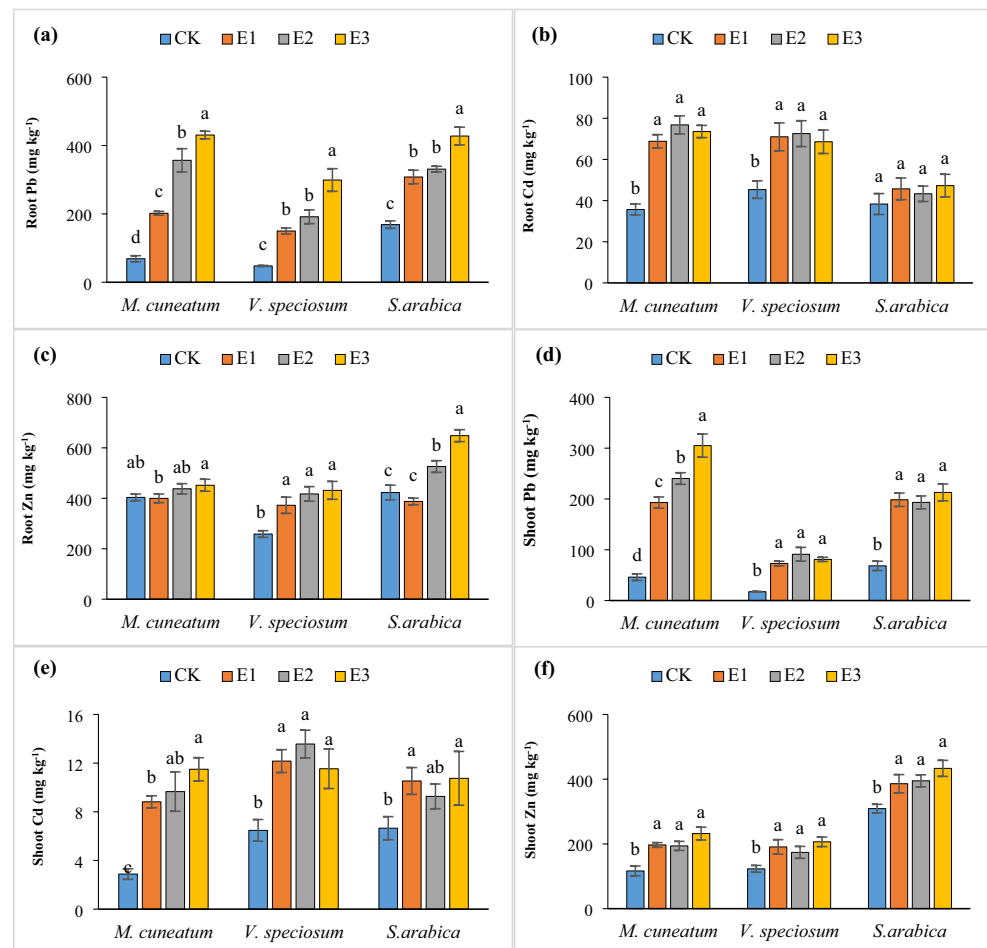 (a)
CK E1 E2 E3
Root Pb (mg kg-1)
600
400
200
0
d c b a
c b b a
c b b a
M. cuneatum V. speciosum S.arabica
(b)
CK E1 E2 E3
Root Cd (mg kg-1)
100
80
60
40
20
0
b a a a
b a a a
a a a a
M. cuneatum V. speciosum S.arabica
(c)
CK E1 E2 E3
Root Zn (mg kg-1)
800
600
400
200
0
ab b ab a
b a a a
c c b a
M. cuneatum V. speciosum S.arabica
(d)
CK E1 E2 E3
Shoot Pb (mg kg-1)
400
300
200
100
0
d c b a
b a a a
b a a a
M. cuneatum V. speciosum S.arabica
(e)
CK E1 E2 E3
Shoot Cd (mg kg-1)
16
12
8
4
0
c b ab a
b a a a
b a ab a
M. cuneatum V. speciosum S.arabica
(f)
CK E1 E2 E3
Shoot Zn (mg kg-1)
600
400
200
0
b a a a
b a a a
b a a a
M. cuneatum V. speciosum S.arabica